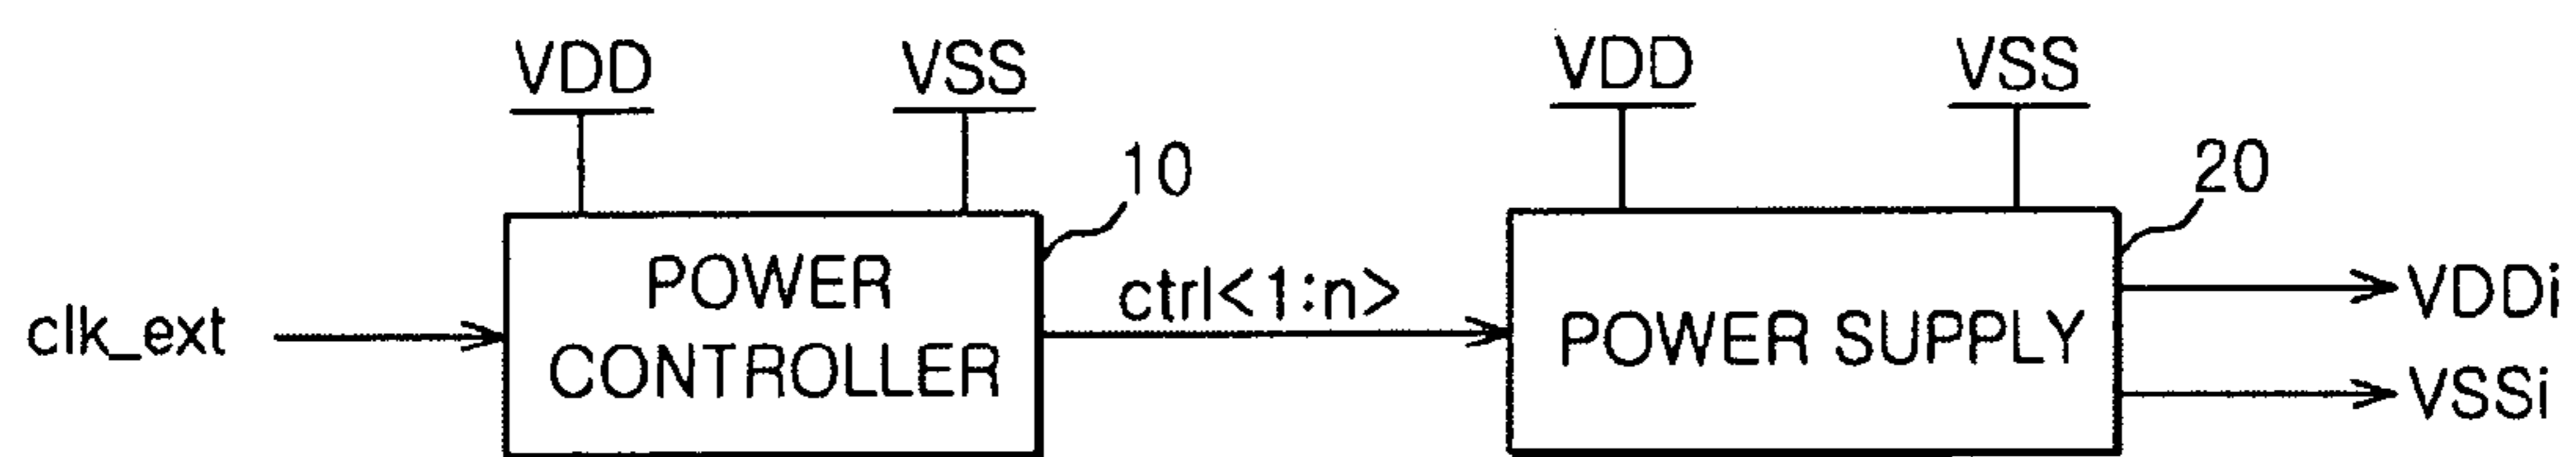 VDD VSS VDD VSS
10 20
clk_ext
POWER
CONTROLLER
ctrl<1:n>
POWER SUPPLY
VDDi
VSSi